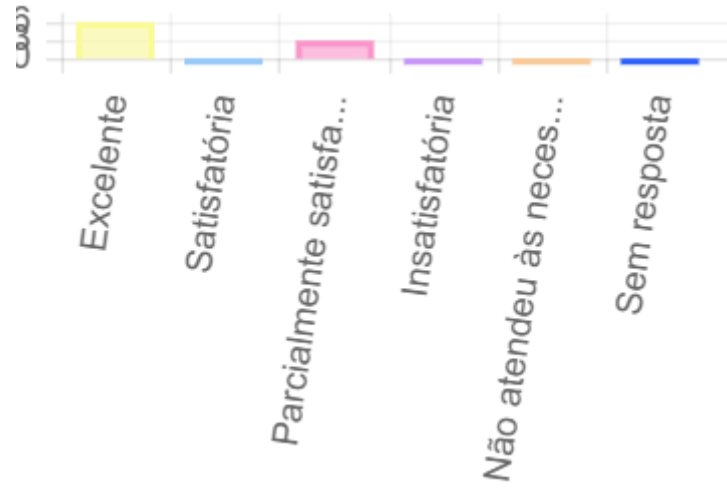 Excelente
Satisfatória
Parcialmente satisfa...
Insatisfatória
Não atendeu às neces...
Sem resposta